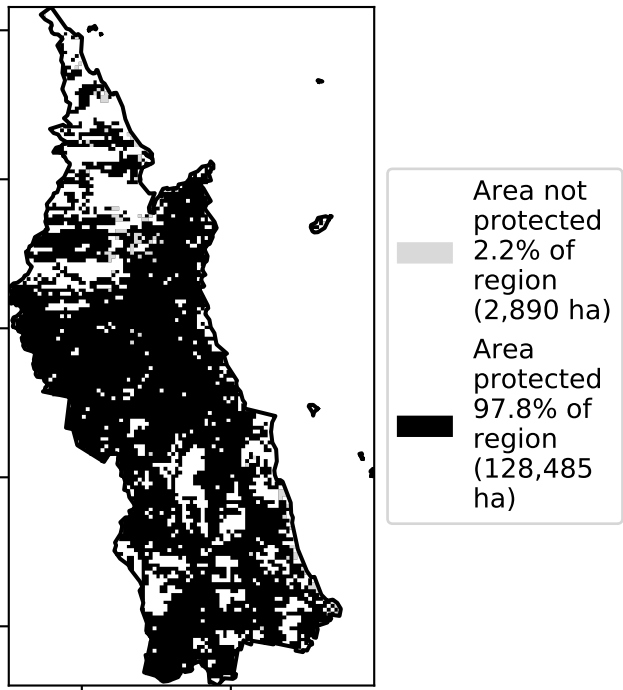 Area not
protected
2.2% of
region
(2,890 ha)
Area
protected
97.8% of
region
(128,485
ha)